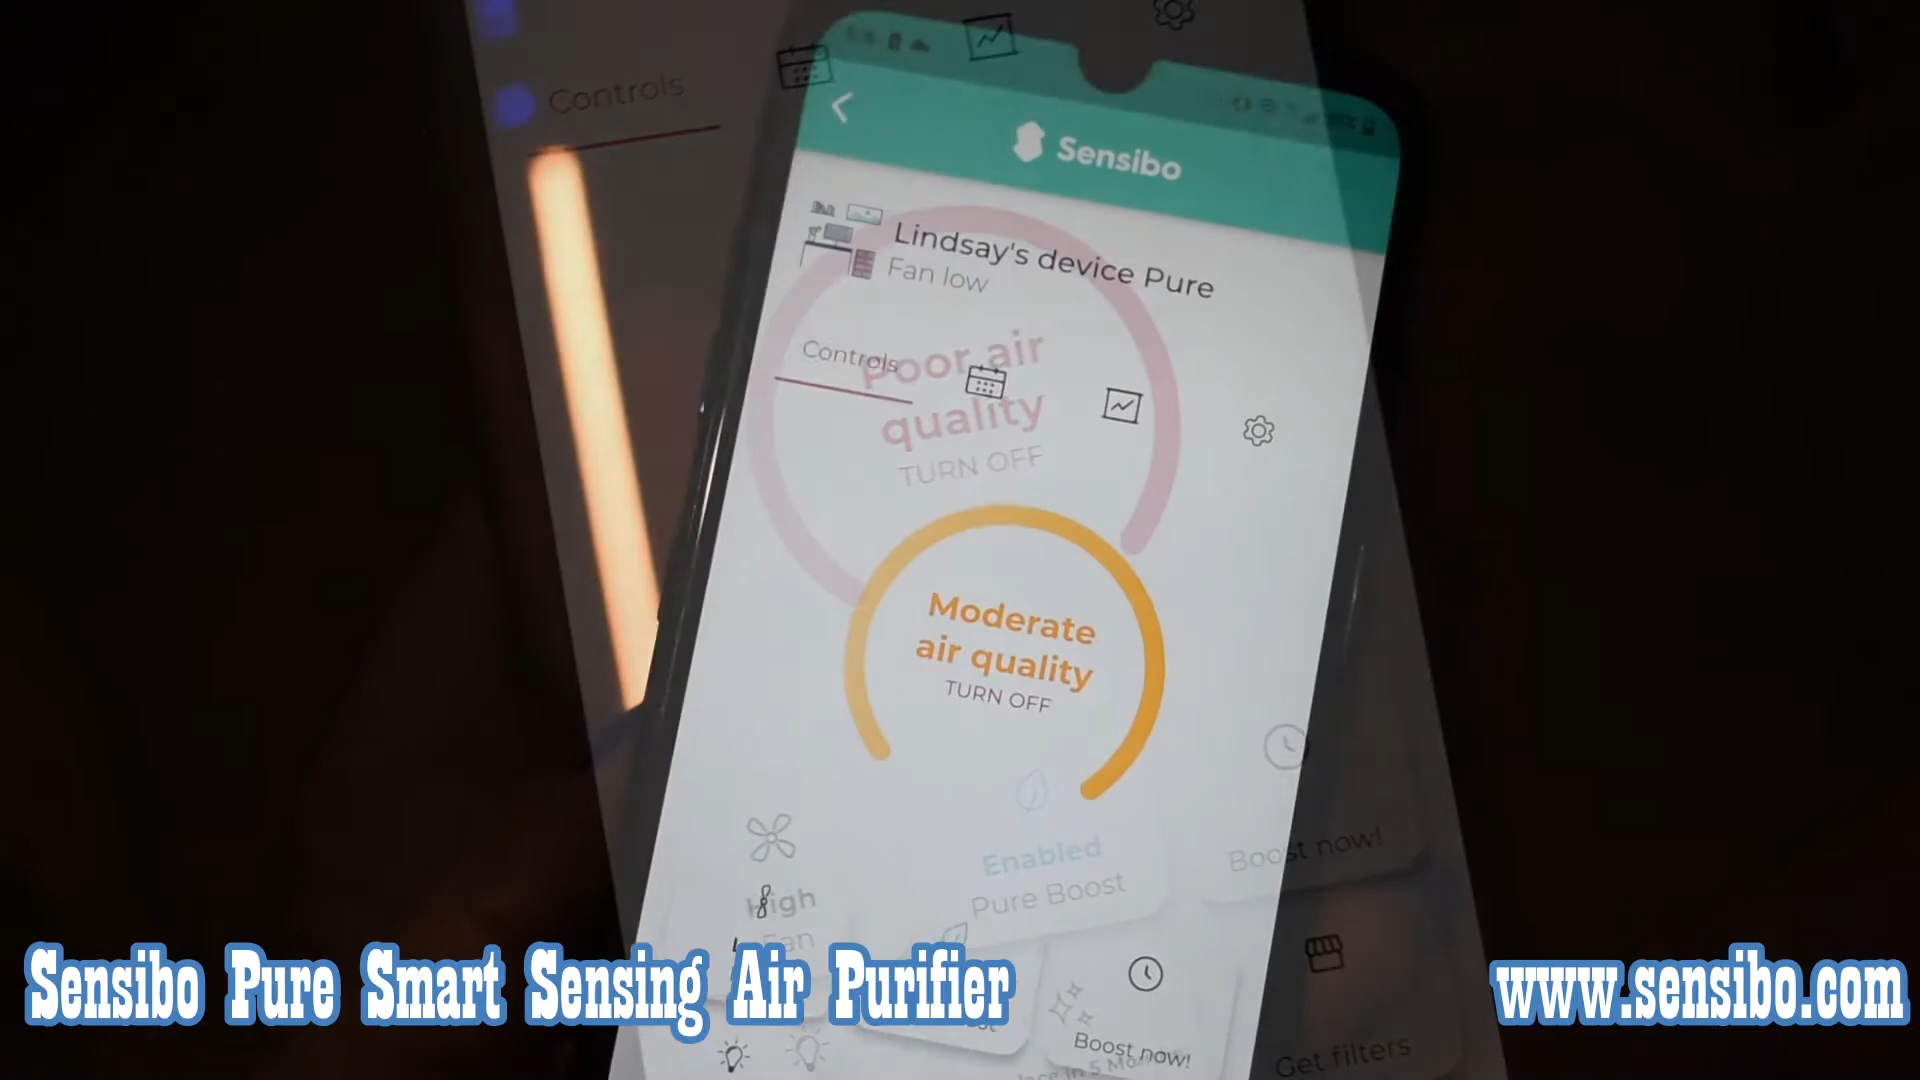 Controls
Sensibo
Lindsay's device Pure
Fan low
Controls
Poor air
quality
TURN OFF
Moderate
air quality
TURN OFF
Enabled
Pure Boost
Boost now!
High
Fan
Boost now!
Get filters
Sensibo Pure Smart Sensing Air Purifier
www.sensibo.com